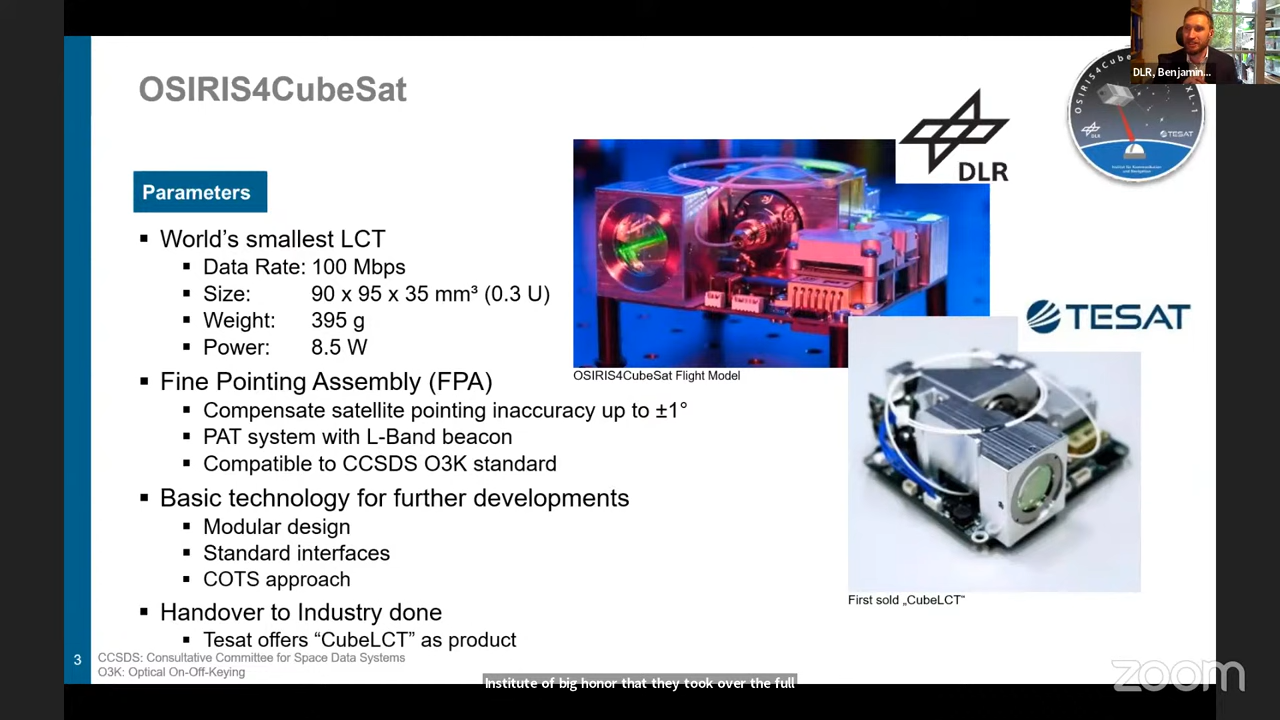 DLR, Benjamin...
OSIRIS4CubeSat
DLR
TESAT
Parameters
▪ World's smallest LCT
▪ Data Rate: 100 Mbps
▪ Size: 90 x 95 x 35 mm³ (0.3 U)
▪ Weight: 395 g
▪ Power: 8.5 W
▪ Fine Pointing Assembly (FPA)
▪ Compensate satellite pointing inaccuracy up to ±1°
▪ PAT system with L-Band beacon
▪ Compatible to CCSDS O3K standard
▪ Basic technology for further developments
▪ Modular design
▪ Standard interfaces
▪ COTS approach
▪ Handover to Industry done
▪ Tesat offers “CubeLCT” as product
DLR
OSIRIS4CubeSat Flight Model
TESAT
First sold „CubeLCT“
3
CCSDS: Consultative Committee for Space Data Systems
O3K: Optical On-Off-Keying
Institute of big honor that they took over the full
zoom